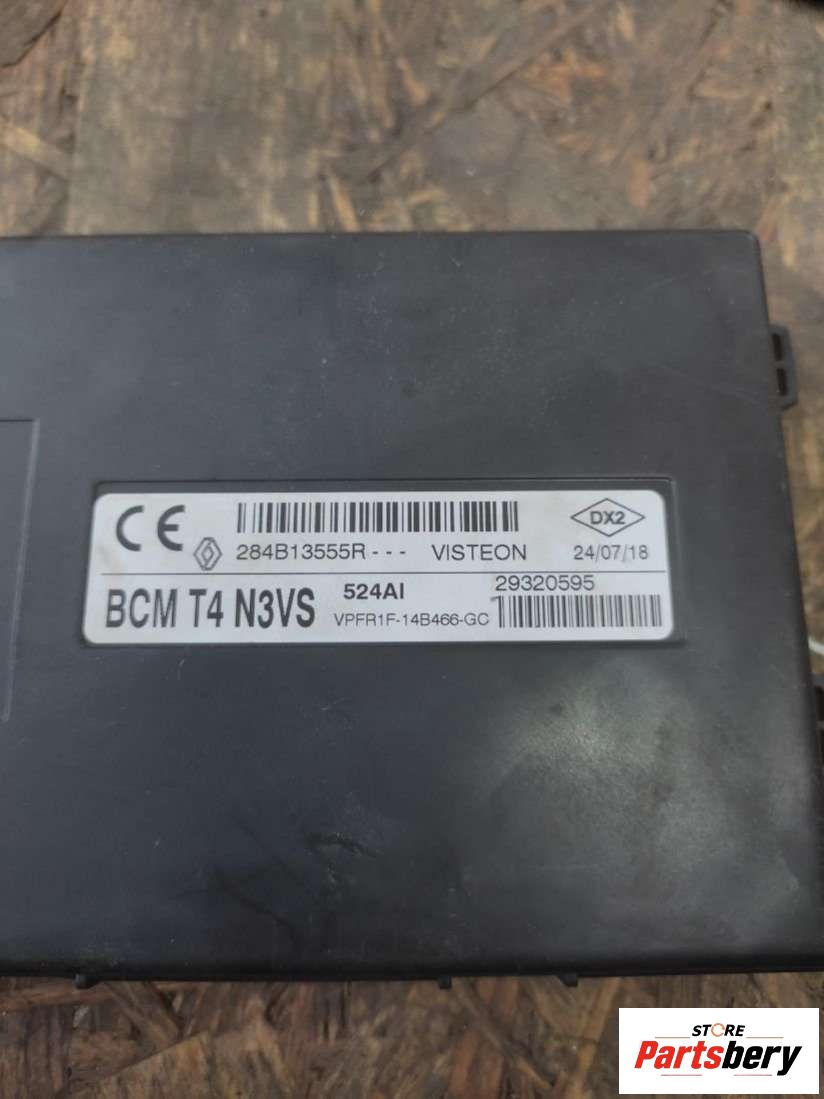 CE
284B13555R--- VISTEON
DX2
24/07/18
BCM T4 N3VS
524AI
VPFR1F-14B466-GC
29320595
STORE
Partsbery